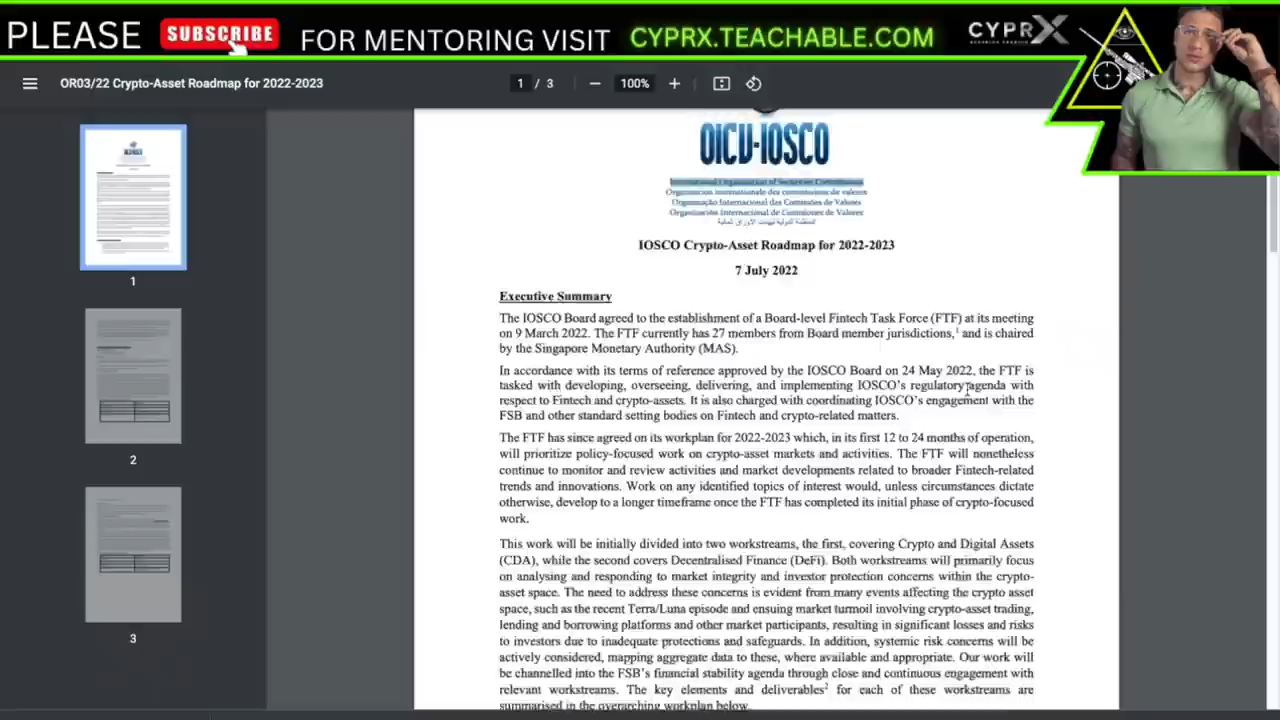 PLEASE SUBSCRIBE FOR MENTORING VISIT CYPRX.TEACHABLE.COM CYPRX
OR03/22 Crypto-Asset Roadmap for 2022-2023 1 / 3 100%
OICU-IOSCO
International Organization of Securities Commissions
Organisation internationale des commissions de valeurs
Organização Internacional das Comissões de Valores
Organización Internacional de Comisiones de Valores
المنظمة الدولية لهيئات الأوراق المالية
IOSCO Crypto-Asset Roadmap for 2022-2023
7 July 2022
Executive Summary
The IOSCO Board agreed to the establishment of a Board-level Fintech Task Force (FTF) at its meeting
on 9 March 2022. The FTF currently has 27 members from Board member jurisdictions,1 and is chaired
by the Singapore Monetary Authority (MAS).
In accordance with its terms of reference approved by the IOSCO Board on 24 May 2022, the FTF is
tasked with developing, overseeing, delivering, and implementing IOSCO's regulatory agenda with
respect to Fintech and crypto-assets. It is also charged with coordinating IOSCO's engagement with the
FSB and other standard setting bodies on Fintech and crypto-related matters.
The FTF has since agreed on its workplan for 2022-2023 which, in its first 12 to 24 months of operation,
will prioritize policy-focused work on crypto-asset markets and activities. The FTF will nonetheless
continue to monitor and review activities and market developments related to broader Fintech-related
trends and innovations. Work on any identified topics of interest would, unless circumstances dictate
otherwise, develop to a longer timeframe once the FTF has completed its initial phase of crypto-focused
work.
This work will be initially divided into two workstreams, the first, covering Crypto and Digital Assets
(CDA), while the second covers Decentralised Finance (DeFi). Both workstreams will primarily focus
on analysing and responding to market integrity and investor protection concerns within the crypto-
asset space. The need to address these concerns is evident from many events affecting the crypto asset
space, such as the recent Terra/Luna episode and ensuing market turmoil involving crypto-asset trading,
lending and borrowing platforms and other market participants, resulting in significant losses and risks
to investors due to inadequate protections and safeguards. In addition, systemic risk concerns will be
actively considered, mapping aggregate data to these, where available and appropriate. Our work will
be channelled into the FSB's financial stability agenda through close and continuous engagement with
relevant workstreams. The key elements and deliverables2 for each of these workstreams are
summarised in the overarching workplan below.
1
2
3